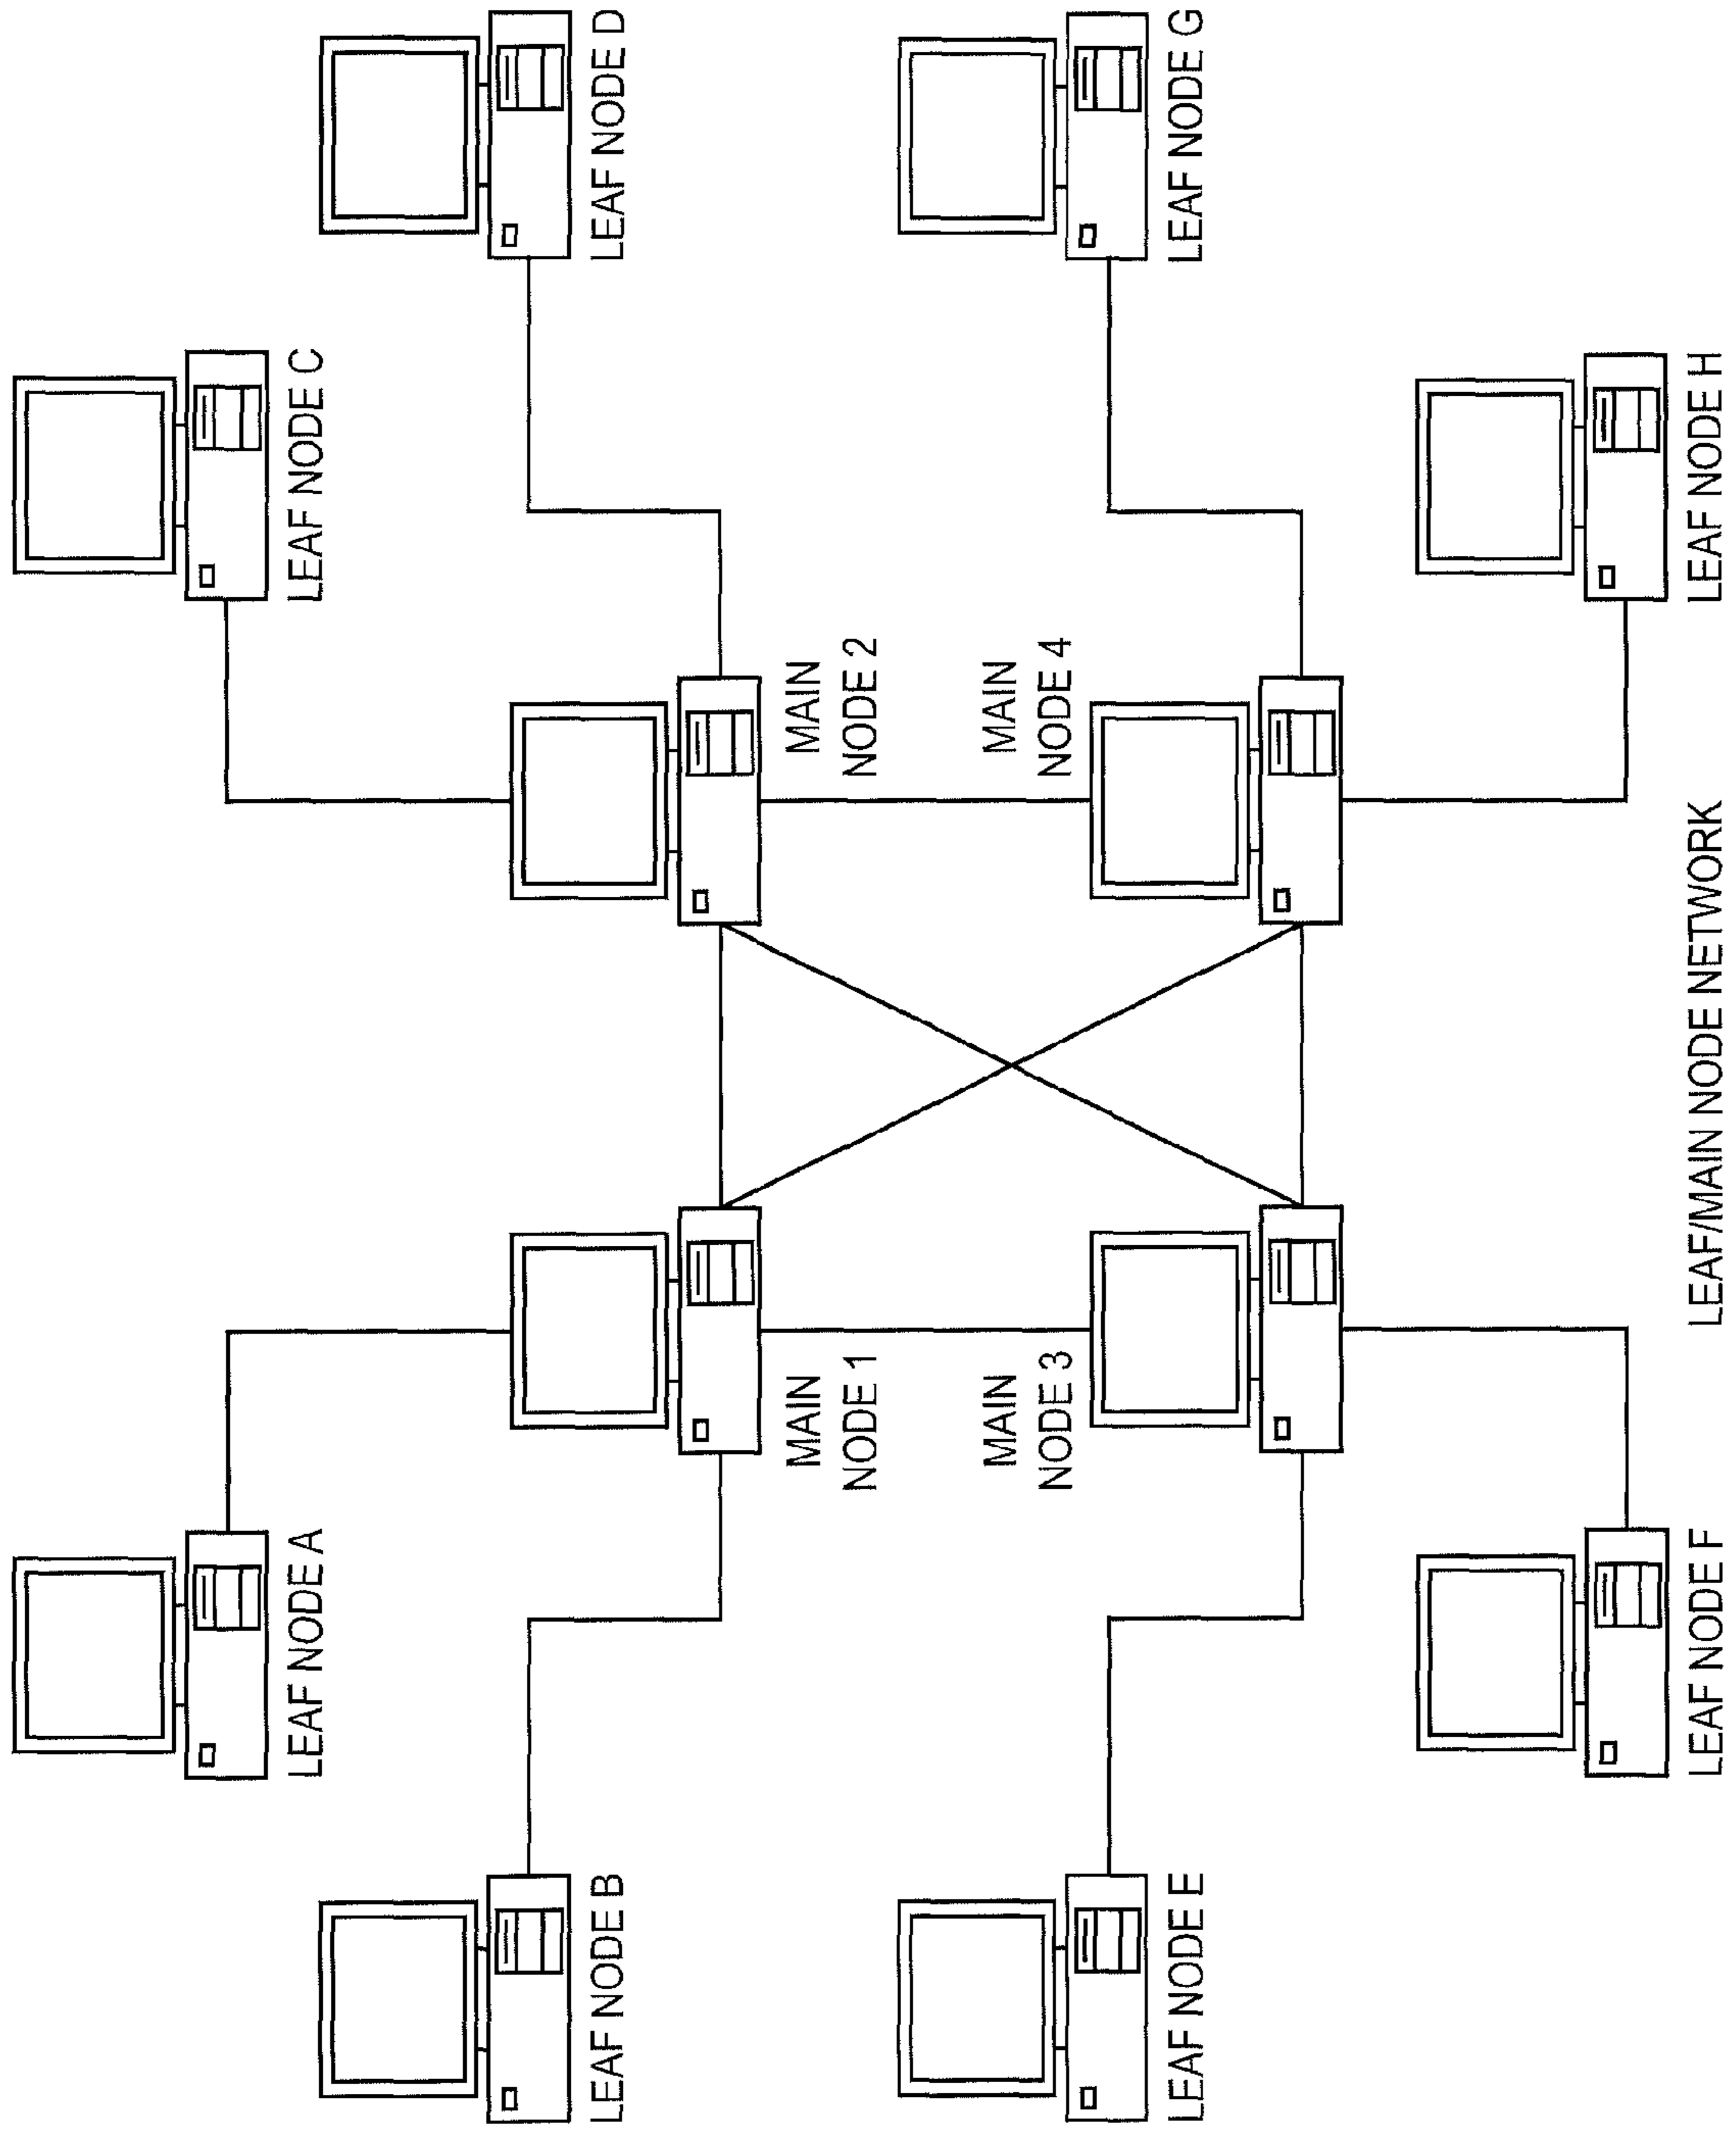 LEAF NODE A
LEAF NODE C
LEAF NODE B
LEAF NODE D
MAIN
NODE 1
MAIN
NODE 2
MAIN
NODE 3
MAIN
NODE 4
LEAF NODE E
LEAF NODE G
LEAF NODE F
LEAF/MAIN NODE NETWORK
LEAF NODE H